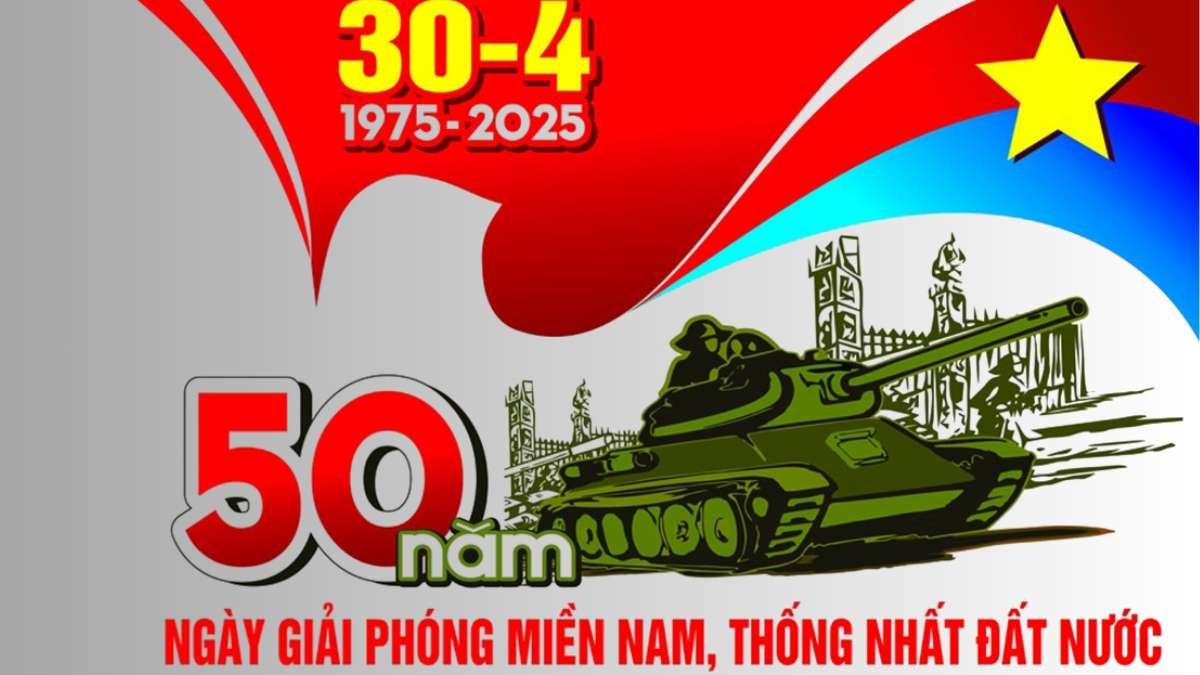 30-4
1975-2025
50
năm
NGÀY GIẢI PHÓNG MIỀN NAM, THỐNG NHẤT ĐẤT NƯỚC